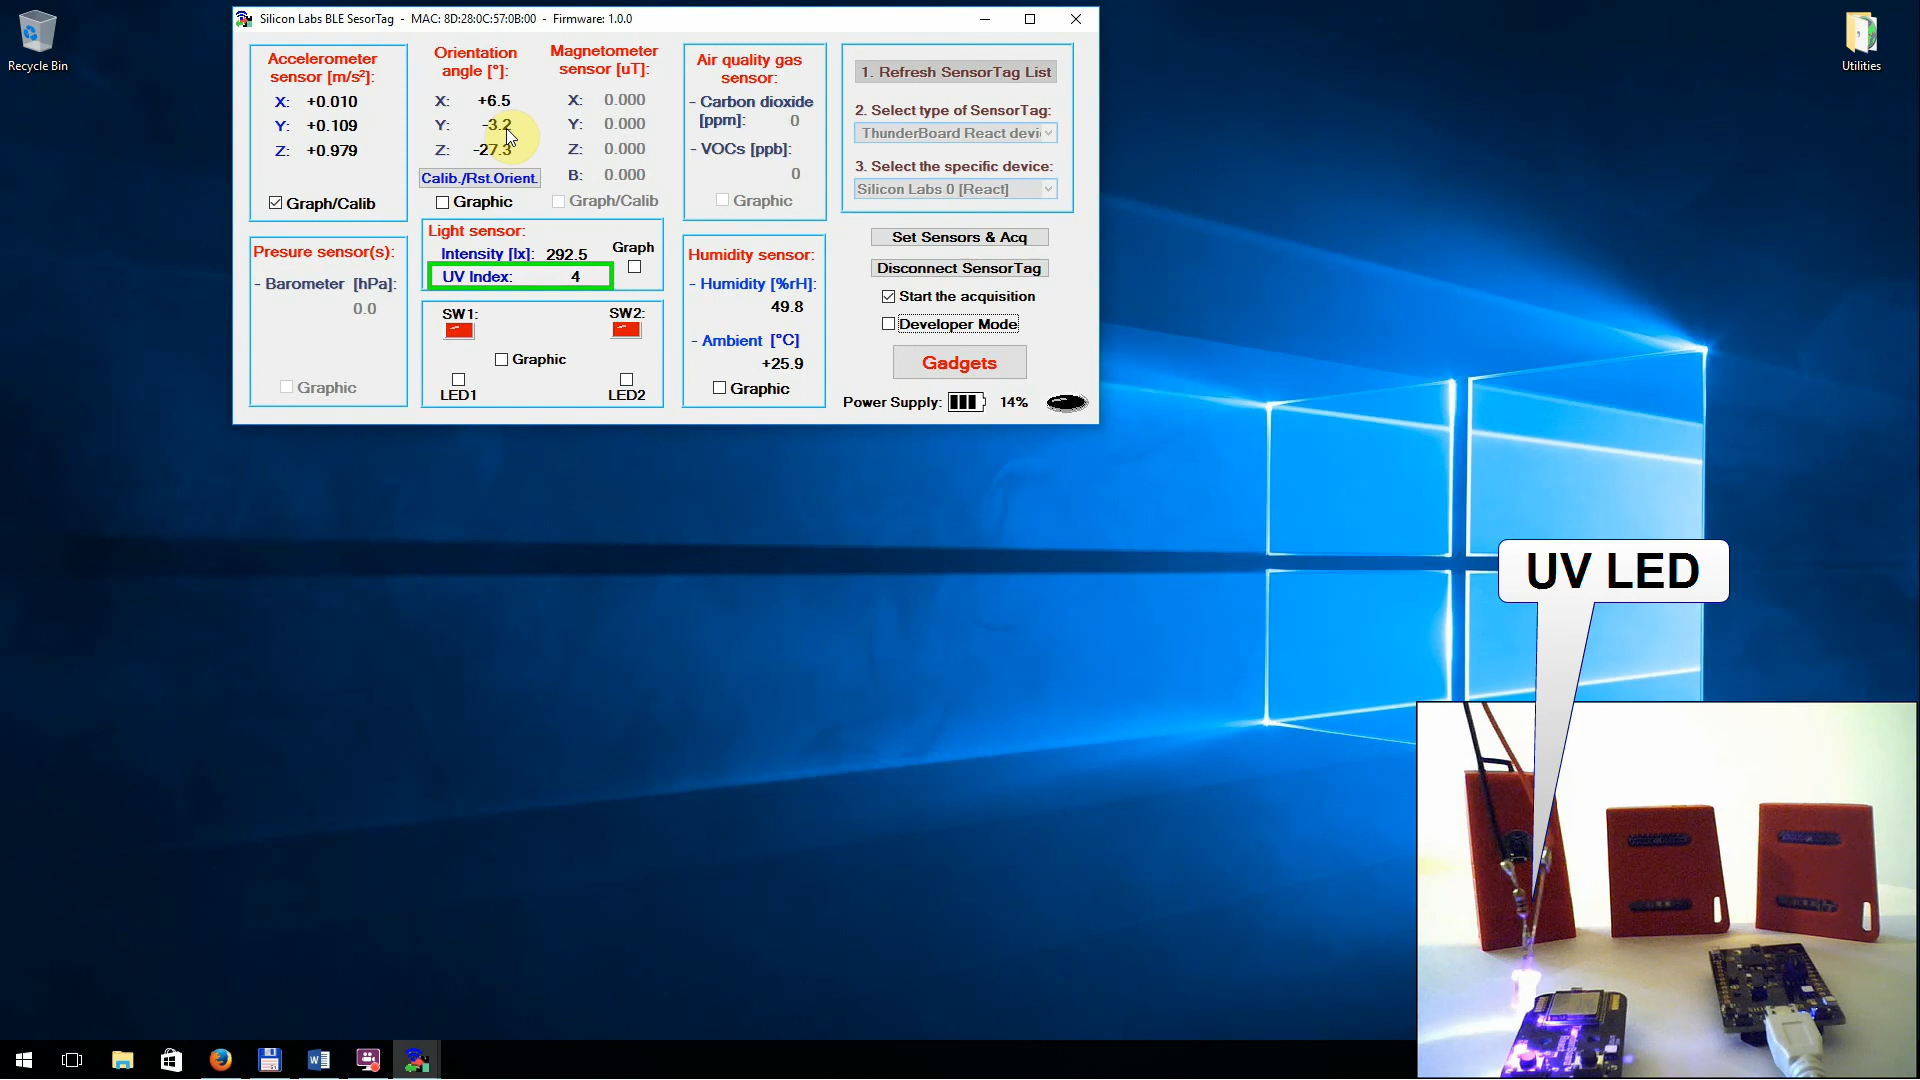 Recycle Bin
Utilities
Silicon Labs BLE SesorTag - MAC: 8D:28:0C:57:0B:00 - Firmware: 1.0.0
Accelerometer
sensor [m/s²]:
X: +0.010
Y: +0.109
Z: +0.979
Graph/Calib
Orientation
angle [°]:
X: +6.5
Y: -3.2
Z: -27.3
Calib./Rst.Orient.
Graphic
Magnetometer
sensor [uT]:
X: 0.000
Y: 0.000
Z: 0.000
B: 0.000
Graph/Calib
Air quality gas
sensor:
- Carbon dioxide
[ppm]: 0
- VOCs [ppb]:
0
Graphic
1. Refresh SensorTag List
2. Select type of SensorTag:
ThunderBoard React devi
3. Select the specific device:
Silicon Labs 0 [React]
Presure sensor(s):
- Barometer [hPa]:
0.0
Graphic
Light sensor:
Intensity [lx]: 292.5
UV Index: 4
Graph
SW1: SW2:
Graphic
LED1 LED2
Humidity sensor:
- Humidity [%rH]:
49.8
- Ambient [°C]
+25.9
Graphic
Set Sensors & Acq
Disconnect SensorTag
Start the acquisition
Developer Mode
Gadgets
Power Supply: 14%
UV LED